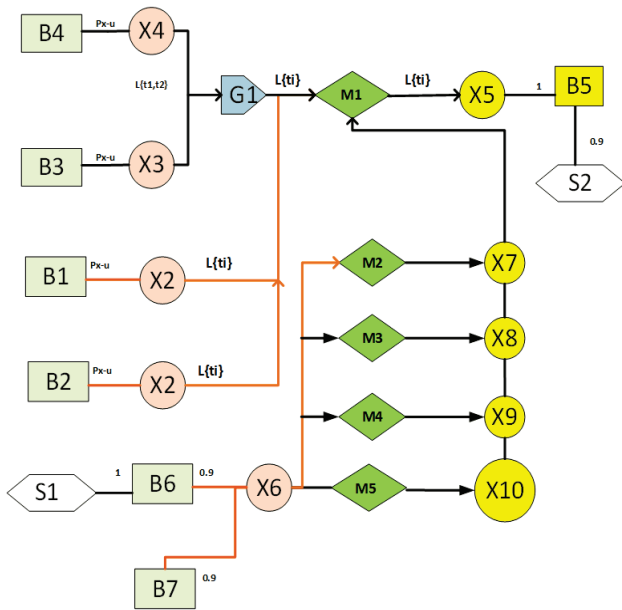 B4 Px-u X4
L{t1,t2}
G1 L{ti} M1 L{ti} X5 1 B5
0.9
B3 Px-u X3
S2
B1 Px-u X2 L{ti}
M2 X7
M3 X8
B2 Px-u X2 L{ti}
M4 X9
S1 1 B6 0.9 X6 M5 X10
B7 0.9